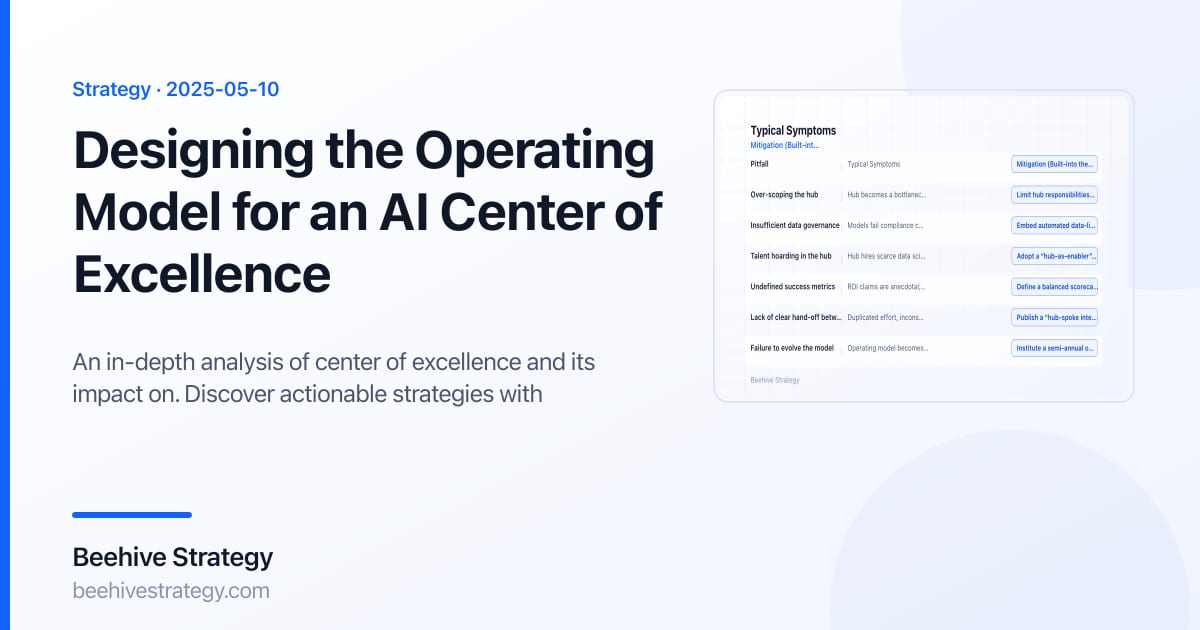 Strategy · 2025-05-10
Designing the Operating
Model for an AI Center of
Excellence
An in-depth analysis of center of excellence and its
impact on. Discover actionable strategies with
Beehive Strategy
beehivestrategy.com
Typical Symptoms
Mitigation (Built-int...
Pitfall Typical Symptoms Mitigation (Built-into the...
Over-scoping the hub Hub becomes a bottlenec... Limit hub responsibilities...
Insufficient data governance Models fail compliance c... Embed automated data-li...
Talent hoarding in the hub Hub hires scarce data sci... Adopt a “hub-as-enabler”...
Undefined success metrics ROI claims are anecdotal,... Define a balanced scoreca...
Lack of clear hand-off betw... Duplicated effort, incons... Publish a “hub-spoke inte...
Failure to evolve the model Operating model becomes... Institute a semi-annual o...
Beehive Strategy